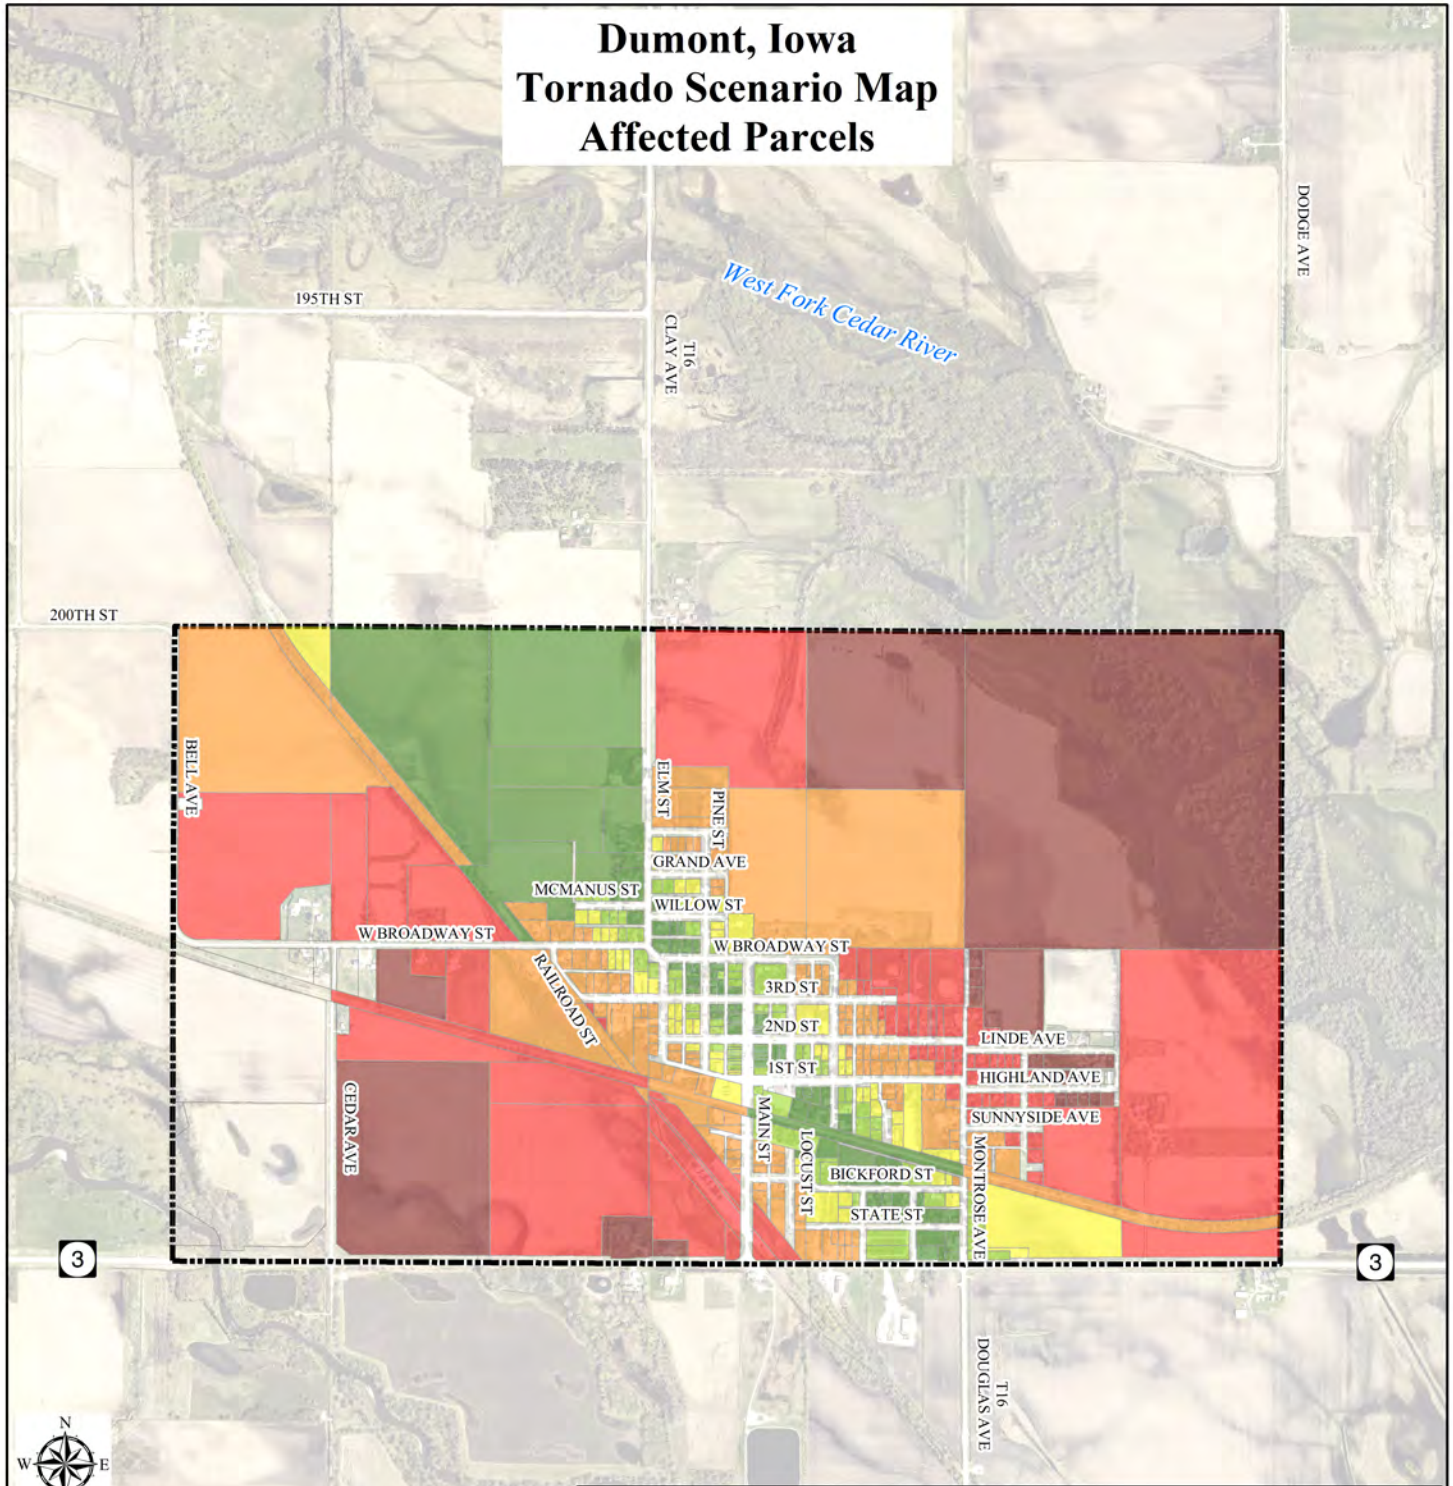 Dumont, Iowa
Tornado Scenario Map
Affected Parcels
DODGE AVE
West Fork Cedar River
195TH ST
T16
CLAY AVE
200TH ST
BELL AVE
ELM ST
PINE ST
GRAND AVE
MCMANUS ST
WILLOW ST
W BROADWAY ST
W BROADWAY ST
RAILROAD ST
3RD ST
2ND ST
LINDE AVE
1ST ST
HIGHLAND AVE
CEDAR AVE
MAIN ST
SUNNYSIDE AVE
LOCUST ST
MONTROSE AVE
BICKFORD ST
STATE ST
3
3
T16
DOUGLAS AVE
N
W
E